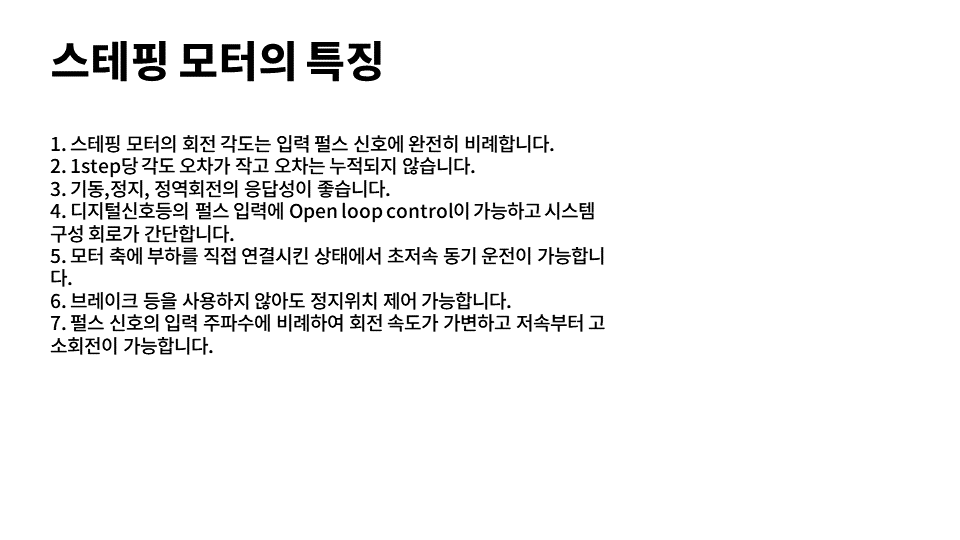 스테핑 모터의 특징
1. 스테핑 모터의 회전 각도는 입력 펄스 신호에 완전히 비례합니다.
2. 1step당 각도 오차가 작고 오차는 누적되지 않습니다.
3. 기동,정지, 정역회전의 응답성이 좋습니다.
4. 디지털신호등의 펄스 입력에 Open loop control이 가능하고 시스템
구성 회로가 간단합니다.
5. 모터 축에 부하를 직접 연결시킨 상태에서 초저속 동기 운전이 가능합니
다.
6. 브레이크 등을 사용하지 않아도 정지위치 제어 가능합니다.
7. 펄스 신호의 입력 주파수에 비례하여 회전 속도가 가변하고 저속부터 고
소회전이 가능합니다.